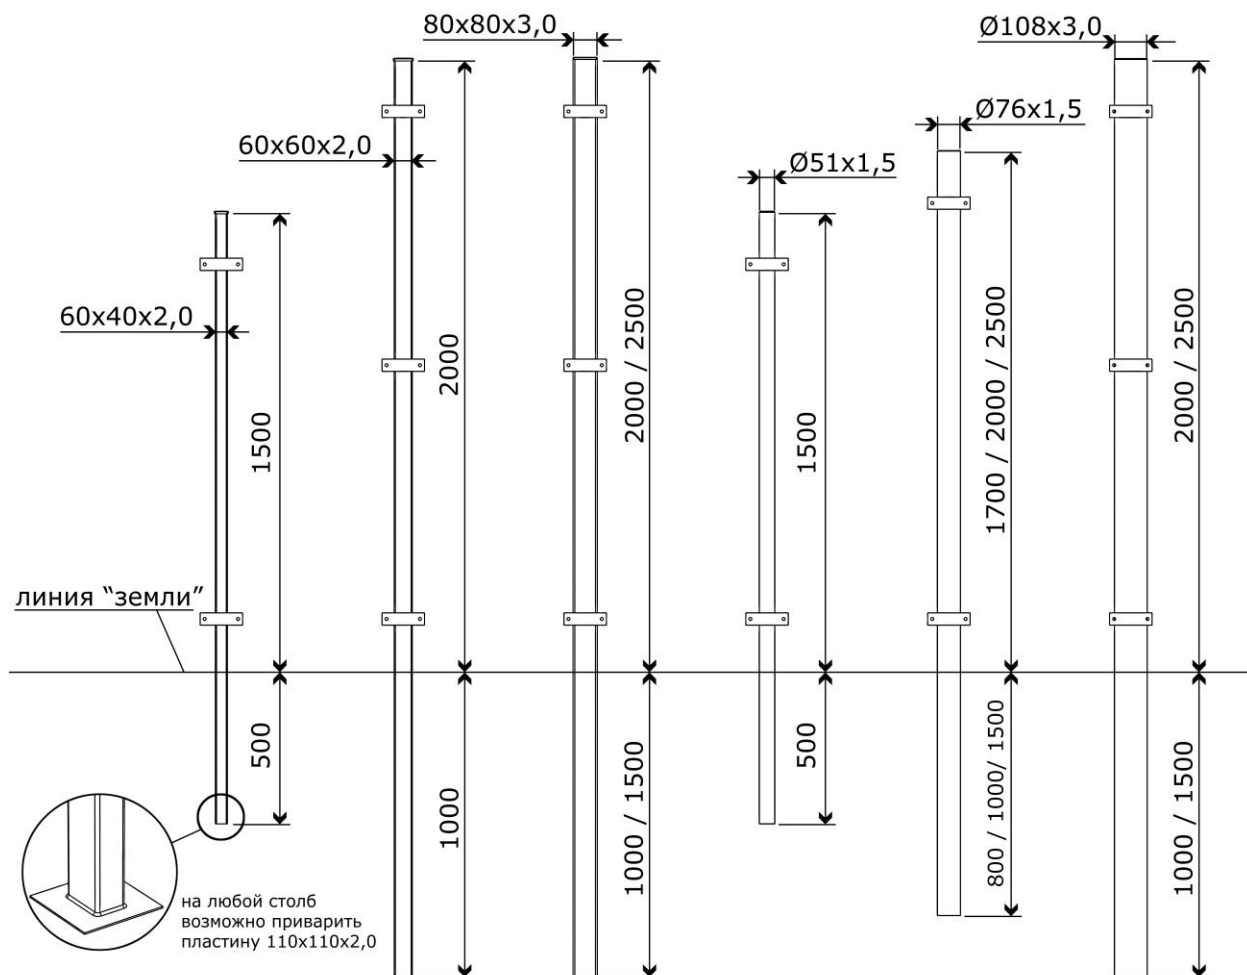 80x80x3,0
Ø108x3,0
Ø76x1,5
60x60x2,0
Ø51x1,5
60x40x2,0
1500
2000
2000 / 2500
1500
1700 / 2000 / 2500
2000 / 2500
линия “земли”
500
1000
1000 / 1500
500
800 / 1000/ 1500
1000 / 1500
на любой столб
возможно приварить
пластину 110x110x2,0